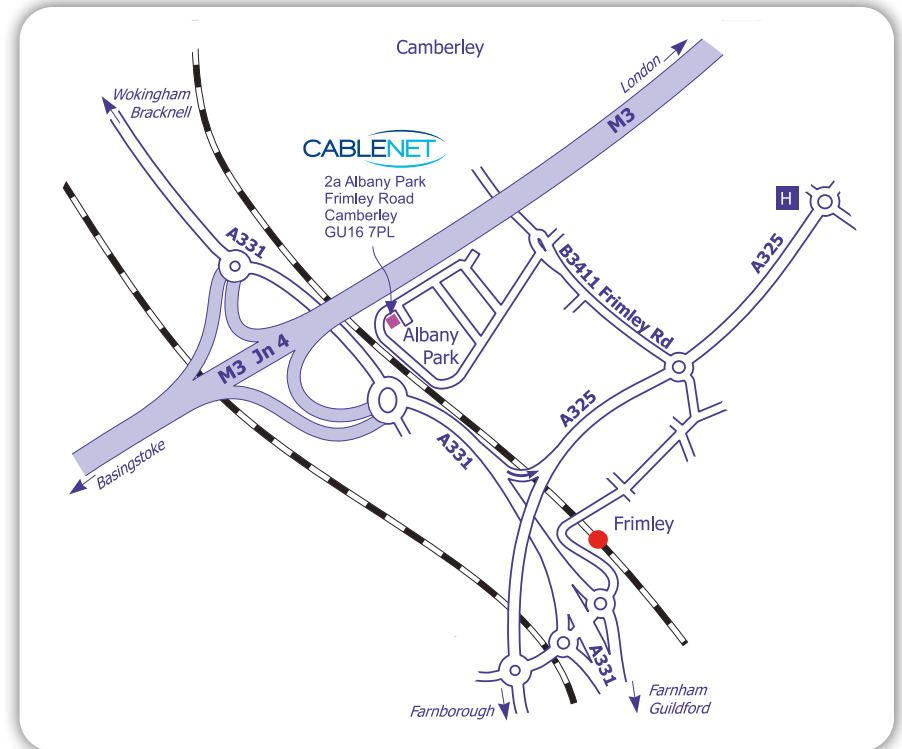 Camberley
London
M3
Wokingham
Bracknell
CABLENET
2a Albany Park
Frimley Road
Camberley
GU16 7PL
H
A331
A325
B3411 Frimley Rd
Albany
Park
M3 Jn 4
A325
A331
Basingstoke
Frimley
A331
Farnborough
Farnham
Guildford